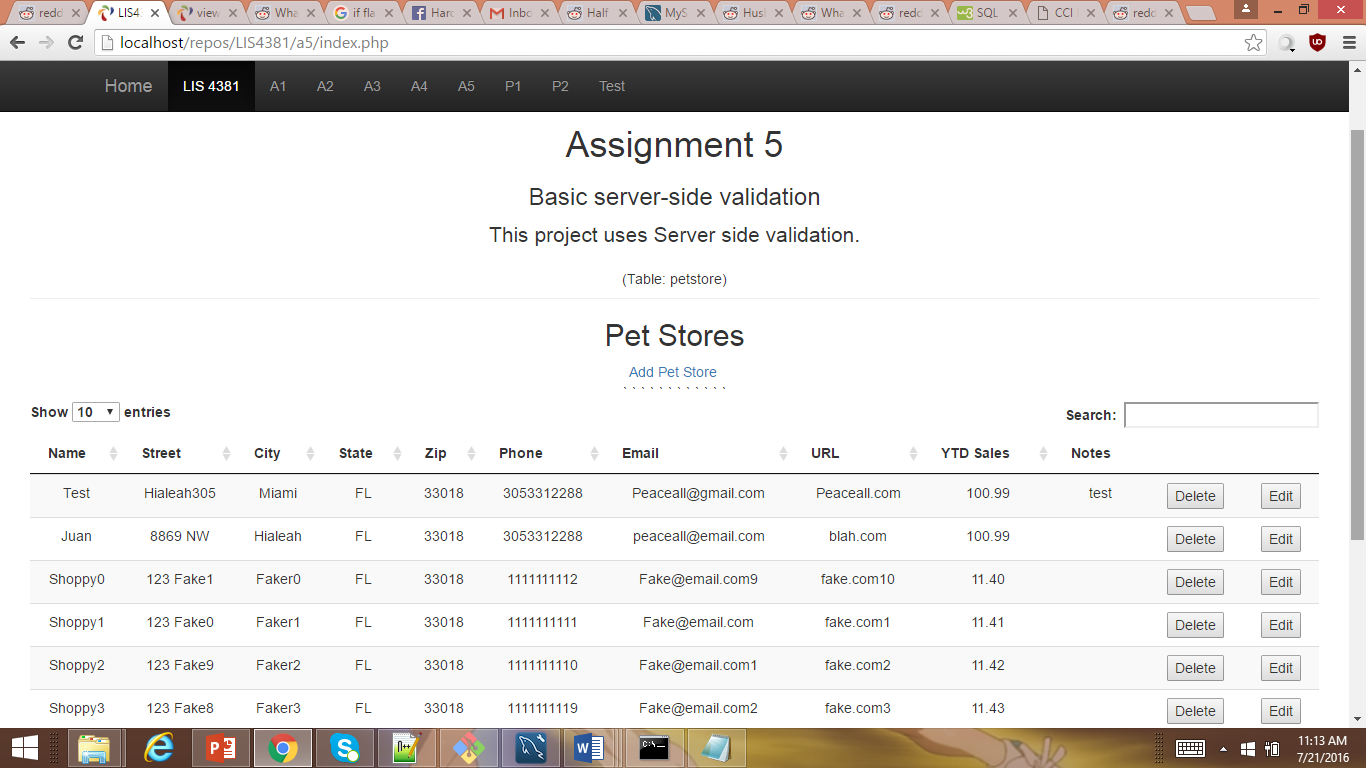 redd LIS4 view Wha if fla Hard Inbo Half MyS Husk Wha redd SQL CCI redd
localhost/repos/LIS4381/a5/index.php
Home LIS 4381 A1 A2 A3 A4 A5 P1 P2 Test
Assignment 5
Basic server-side validation
This project uses Server side validation.
(Table: petstore)
Pet Stores
Add Pet Store
Show 10 entries Search:
Name Street City State Zip Phone Email URL YTD Sales Notes
Test Hialeah305 Miami FL 33018 3053312288 Peaceall@gmail.com Peaceall.com 100.99 test Delete Edit
Juan 8869 NW Hialeah FL 33018 3053312288 peaceall@email.com blah.com 100.99 Delete Edit
Shoppy0 123 Fake1 Faker0 FL 33018 1111111112 Fake@email.com9 fake.com10 11.40 Delete Edit
Shoppy1 123 Fake0 Faker1 FL 33018 1111111111 Fake@email.com fake.com1 11.41 Delete Edit
Shoppy2 123 Fake9 Faker2 FL 33018 1111111110 Fake@email.com1 fake.com2 11.42 Delete Edit
Shoppy3 123 Fake8 Faker3 FL 33018 1111111119 Fake@email.com2 fake.com3 11.43 Delete Edit
11:13 AM
7/21/2016